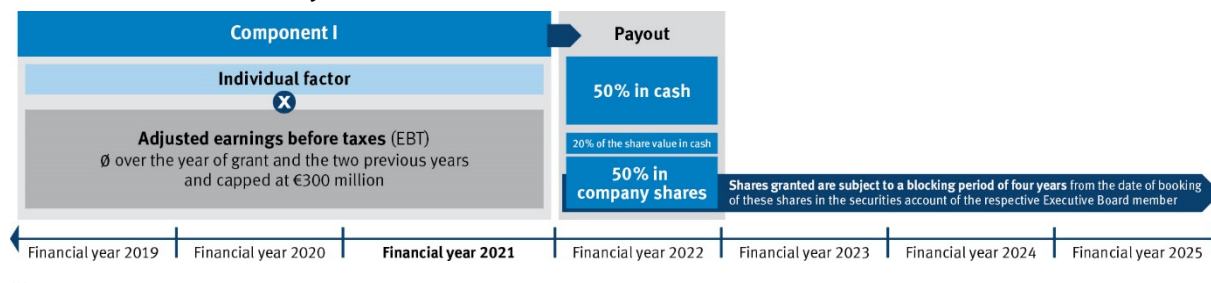 Component I
Payout
Individual factor
X
Adjusted earnings before taxes (EBT)
Ø over the year of grant and the two previous years
and capped at €300 million
50% in cash
20% of the share value in cash
50% in
company shares
Shares granted are subject to a blocking period of four years from the date of booking
of these shares in the securities account of the respective Executive Board member
Financial year 2019
Financial year 2020
Financial year 2021
Financial year 2022
Financial year 2023
Financial year 2024
Financial year 2025